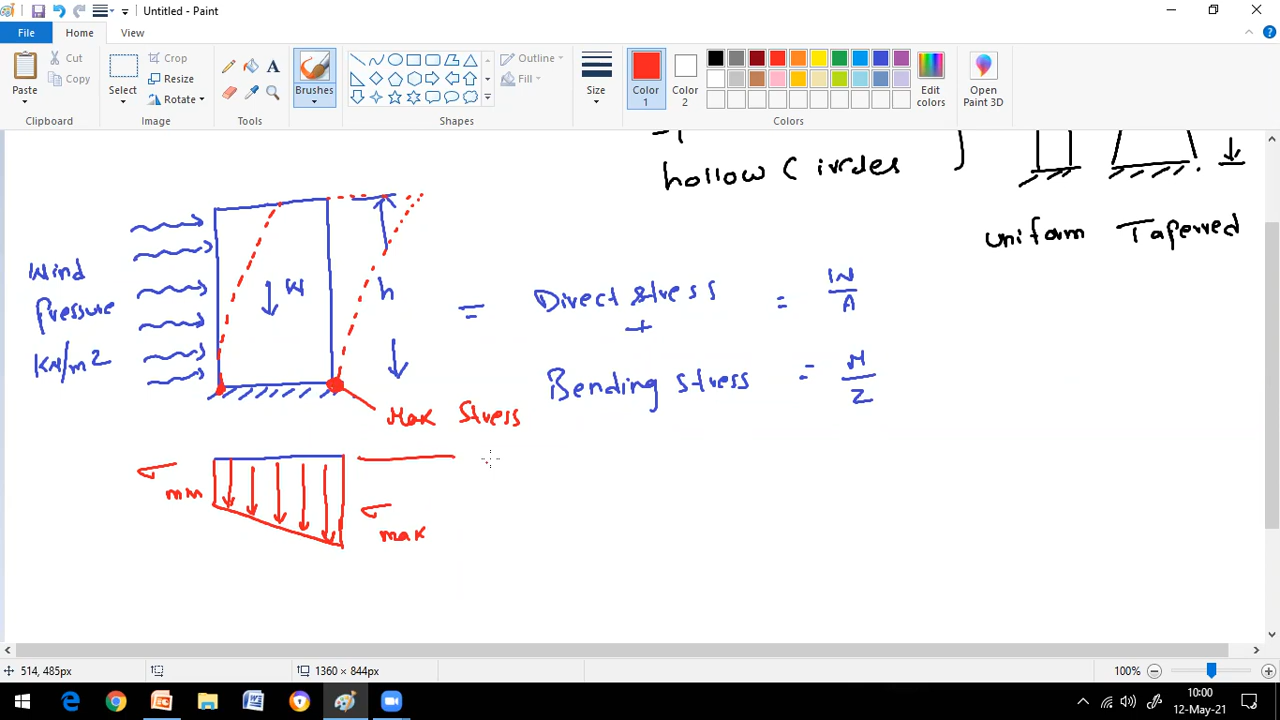 Untitled - Paint
File
Home
View
Paste
Cut
Copy
Clipboard
Select
Crop
Resize
Rotate
Image
A
Tools
Brushes
Outline
Fill
Shapes
Size
Color 1
Color 2
Edit colors
Open Paint 3D
Colors
hollow Circles
uniform Taperred
Wind
Pressure
KN/m2
W
h
= Direct stress = W/A
+
Bending stress = M/Z
Max Stress
σ min
σ max
514, 485px
1360 × 844px
100%
10:00
12-May-21